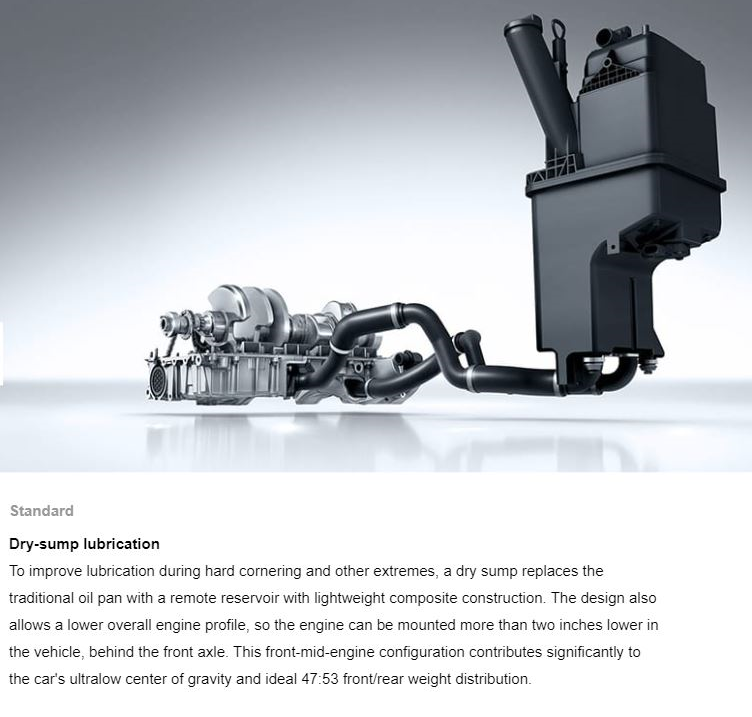 Standard
Dry-sump lubrication
To improve lubrication during hard cornering and other extremes, a dry sump replaces the
traditional oil pan with a remote reservoir with lightweight composite construction. The design also
allows a lower overall engine profile, so the engine can be mounted more than two inches lower in
the vehicle, behind the front axle. This front-mid-engine configuration contributes significantly to
the car's ultralow center of gravity and ideal 47:53 front/rear weight distribution.